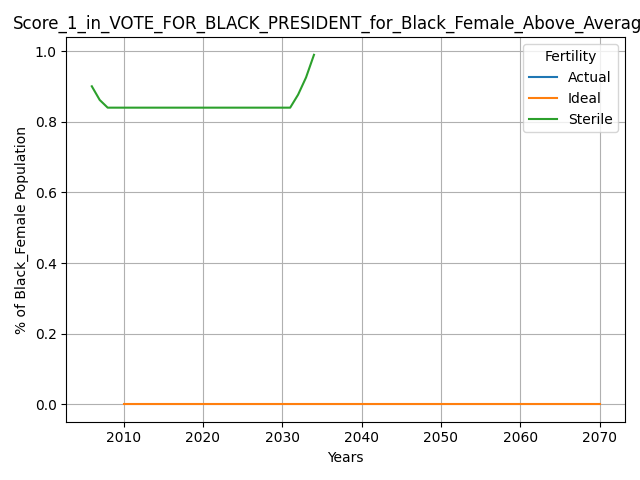 Score_1_in_VOTE_FOR_BLACK_PRESIDENT_for_Black_Female_Above_Averag
Fertility
Actual
Ideal
Sterile
% of Black_Female Population
1.0
0.8
0.6
0.4
0.2
0.0
2010 2020 2030 2040 2050 2060 2070
Years